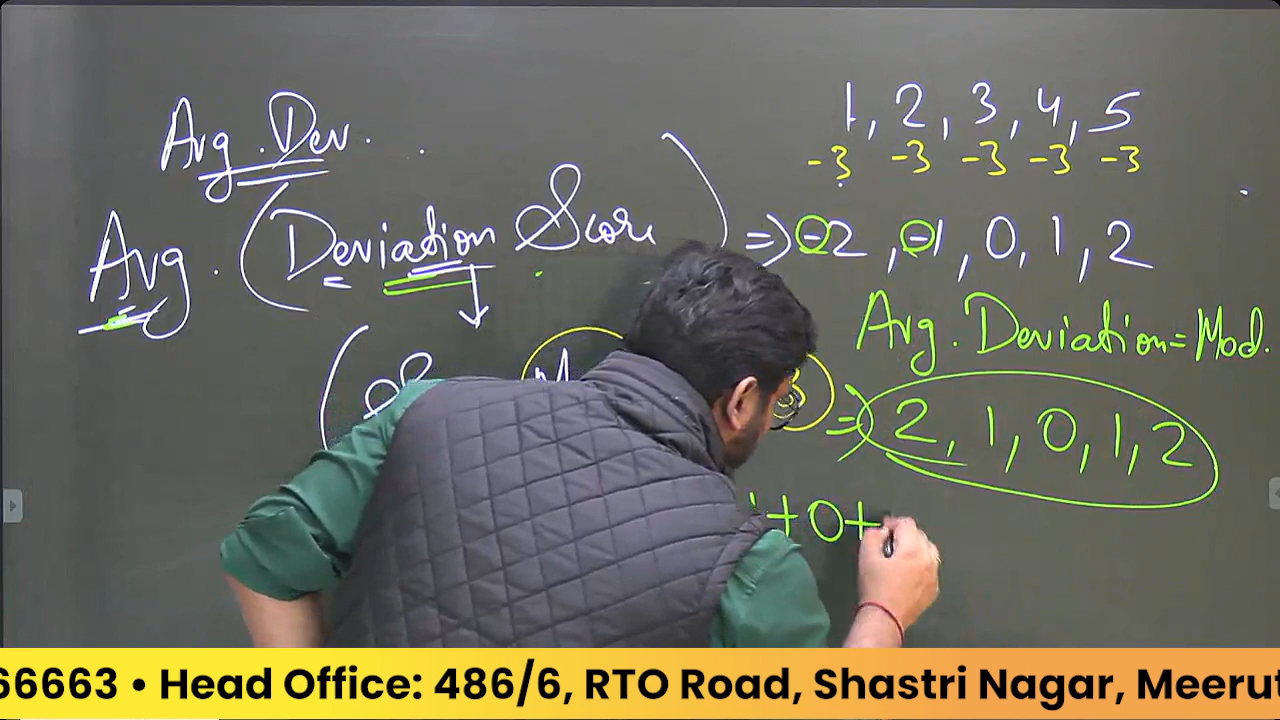 Avg. Dev.
1, 2, 3, 4, 5
-3 -3 -3 -3 -3
Avg. (Deviation Score) => -2, -1, 0, 1, 2
Avg. Deviation = Mod.
(
=> 2, 1, 0, 1, 2
+ 0 +
66663 • Head Office: 486/6, RTO Road, Shastri Nagar, Meerut